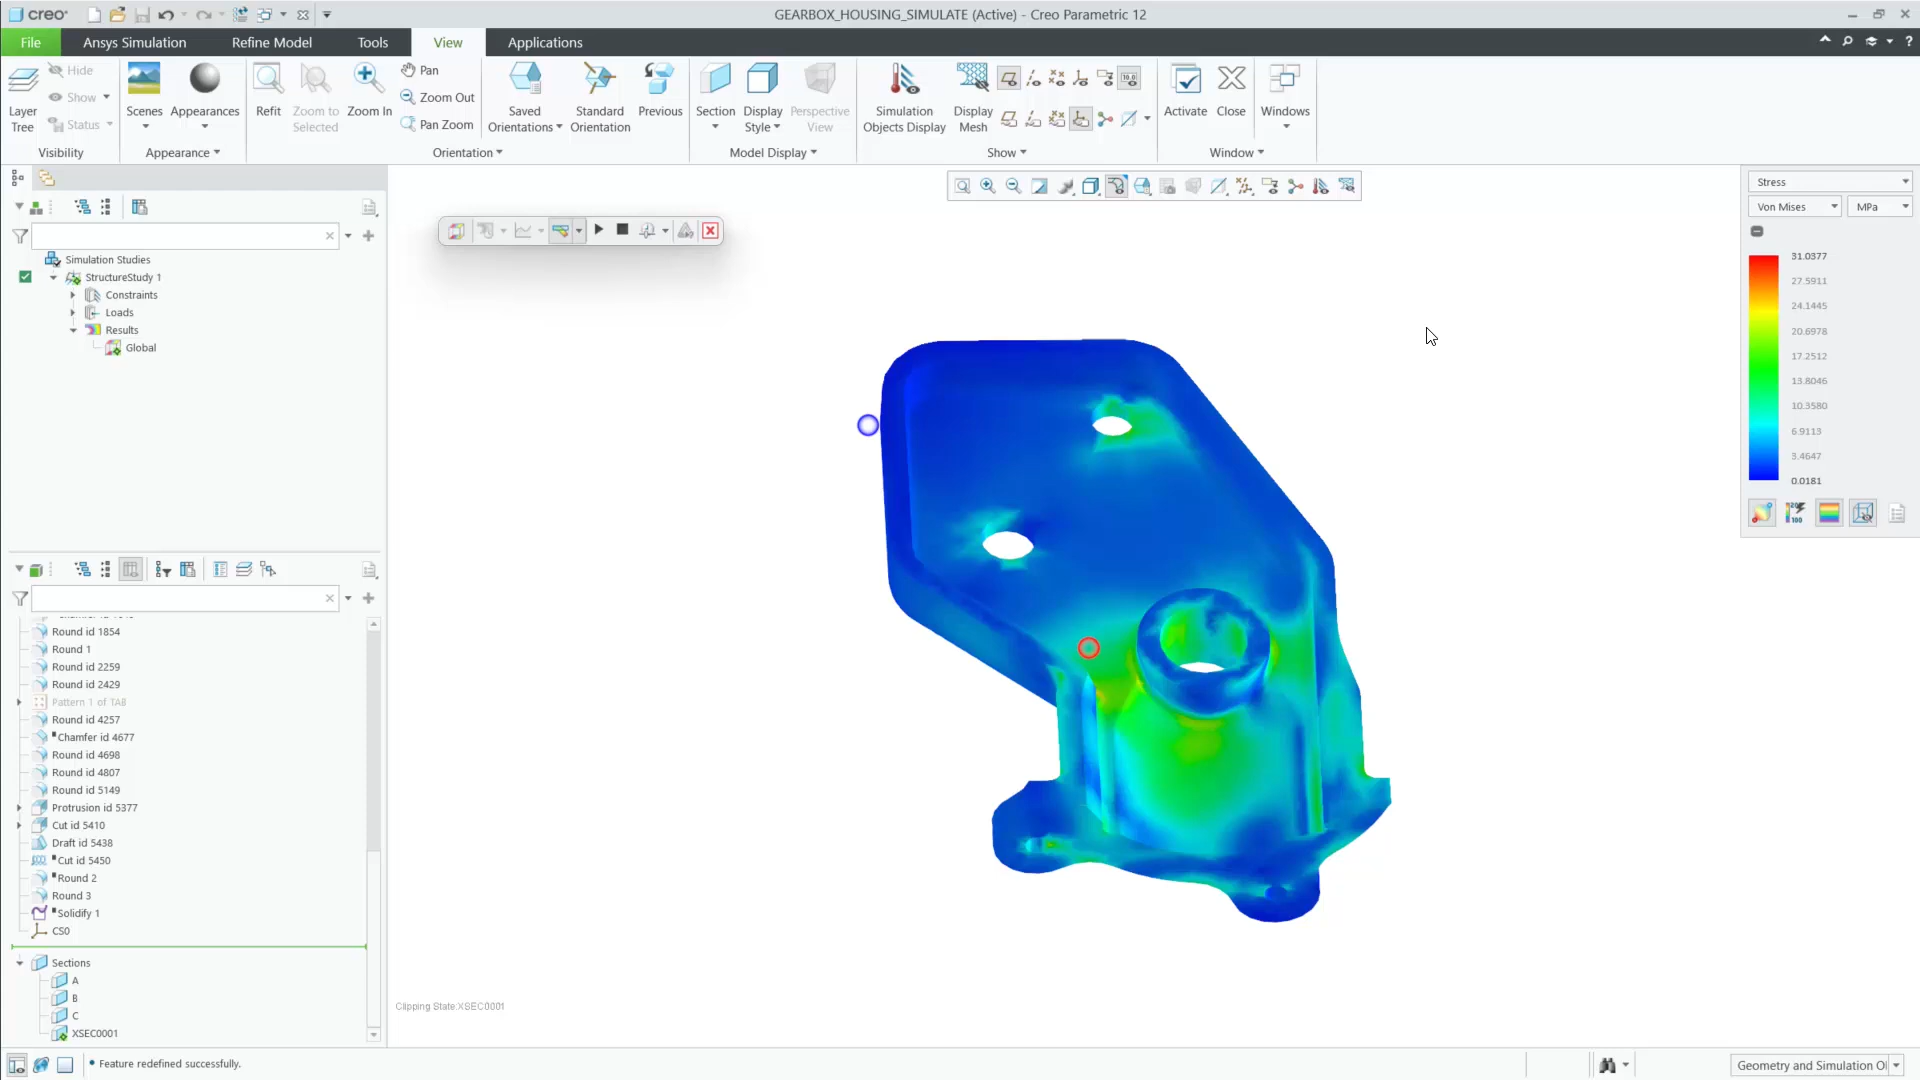 creo
GEARBOX_HOUSING_SIMULATE (Active) - Creo Parametric 12
File
Ansys Simulation
Refine Model
Tools
View
Applications
?
Layer
Tree
Hide
Show
Status
Visibility
Scenes
Appearances
Appearance
Refit
Zoom to
Selected
Zoom In
Pan
Zoom Out
Pan Zoom
Saved
Orientations
Standard
Orientation
Previous
Orientation
Section
Display
Style
Perspective
View
Model Display
Simulation
Objects Display
Display
Mesh
10.0
Show
Activate
Close
Windows
Window
Simulation Studies
StructureStudy 1
Constraints
Loads
Results
Global
Round id 1854
Round 1
Round id 2259
Round id 2429
Pattern 1 of TAB
Round id 4257
Chamfer id 4677
Round id 4698
Round id 4807
Round id 5149
Protrusion id 5377
Cut id 5410
Draft id 5438
Cut id 5450
Round 2
Round 3
Solidify 1
CS0
Sections
A
B
C
XSEC0001
Clipping State:XSEC0001
Stress
Von Mises
MPa
31.0377
27.5911
24.1445
20.6978
17.2512
13.8046
10.3580
6.9113
3.4647
0.0181
Feature redefined successfully.
Geometry and Simulation O